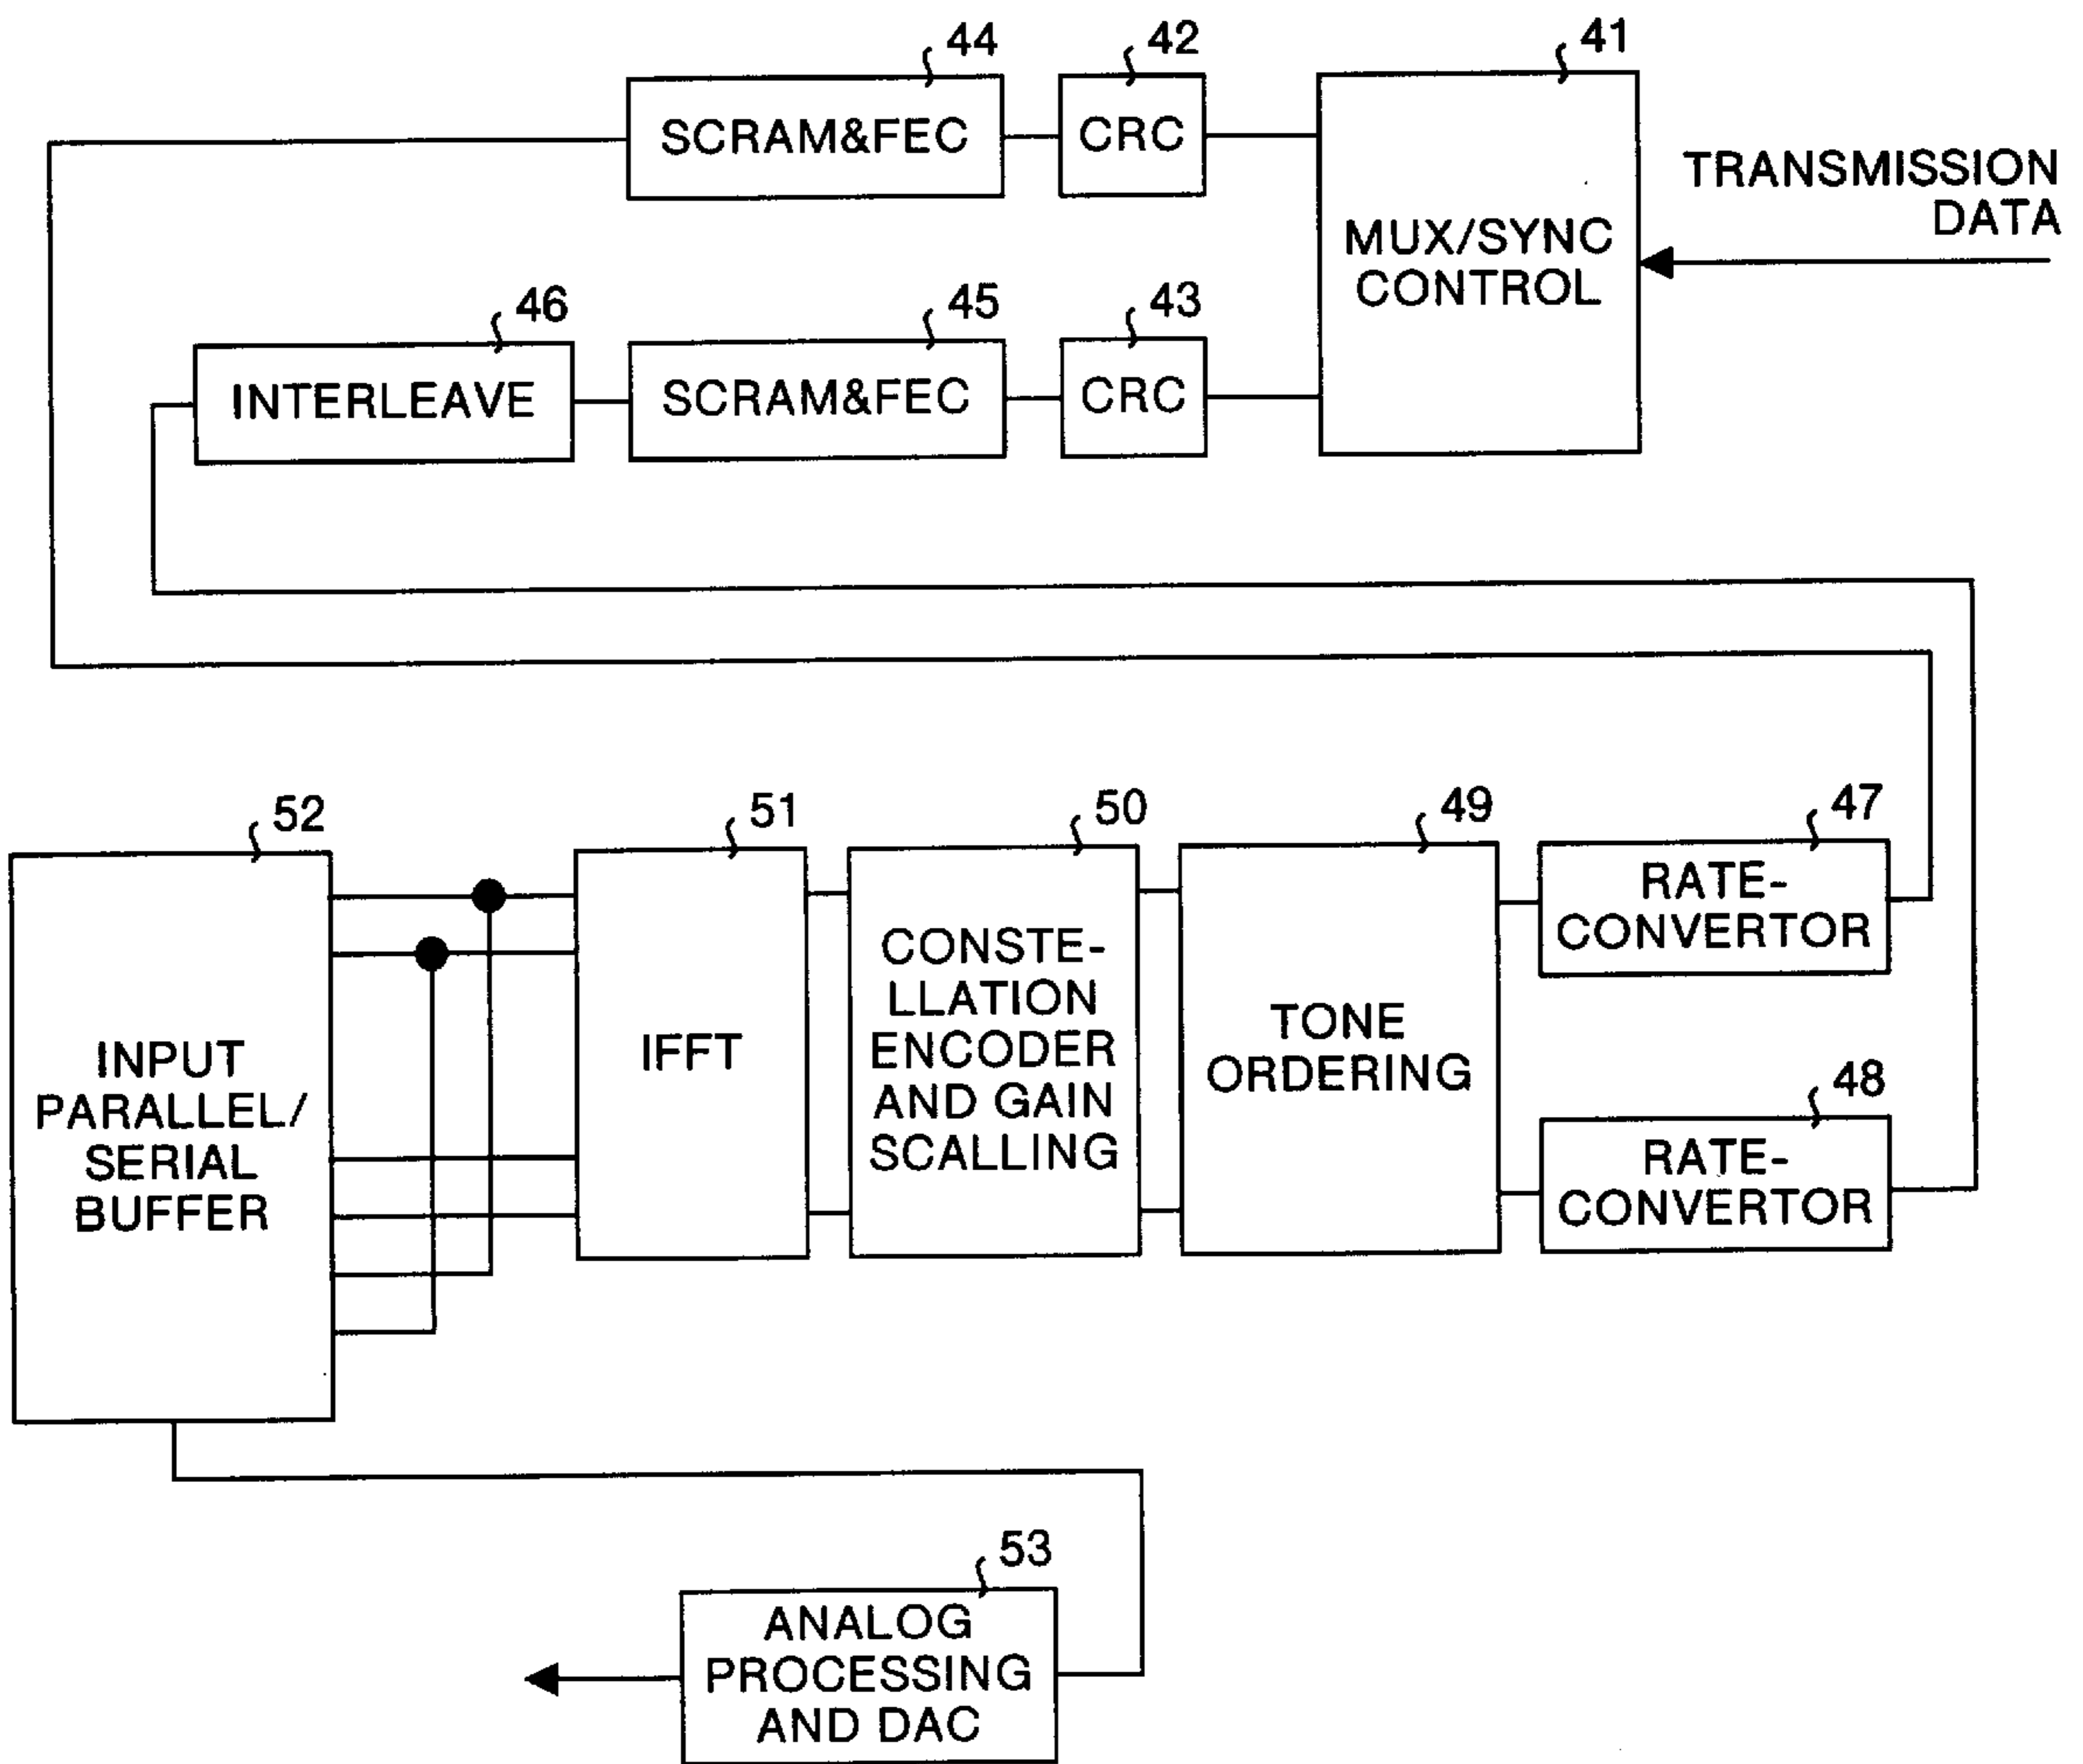 44
42
41
SCRAM&FEC
CRC
TRANSMISSION
DATA
MUX/SYNC
CONTROL
46
45
43
INTERLEAVE
SCRAM&FEC
CRC
52
51
50
49
47
RATE-
CONVERTOR
CONSTE-
LLATION
ENCODER
AND GAIN
SCALLING
TONE
ORDERING
IFFT
INPUT
PARALLEL/
SERIAL
BUFFER
48
RATE-
CONVERTOR
53
ANALOG
PROCESSING
AND DAC